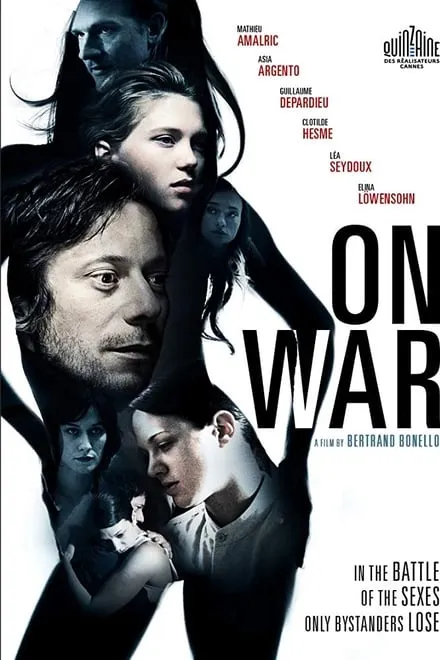 MATHIEU
AMALRIC
ASIA
ARGENTO
GUILLAUME
DEPARDIEU
CLOTILDE
HESME
LÉA
SEYDOUX
ELINA
LÖWENSOHN
QUINZAINE
DES RÉALISATEURS
CANNES
ON
WAR
A FILM BY BERTRAND BONELLO
IN THE BATTLE
OF THE SEXES
ONLY BYSTANDERS LOSE